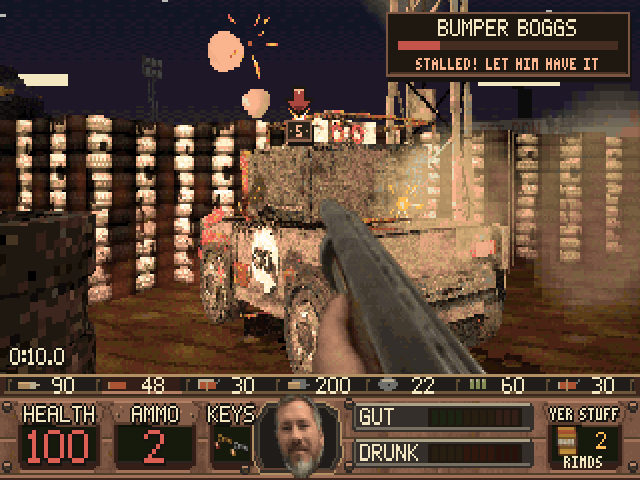 BUMPER BOGGS
STALLED! LET HIM HAVE IT
5
0:10.0
90 48 30 200 22 60 30
HEALTH AMMO KEYS GUT YER STUFF
100 2 2
DRUNK RINDS